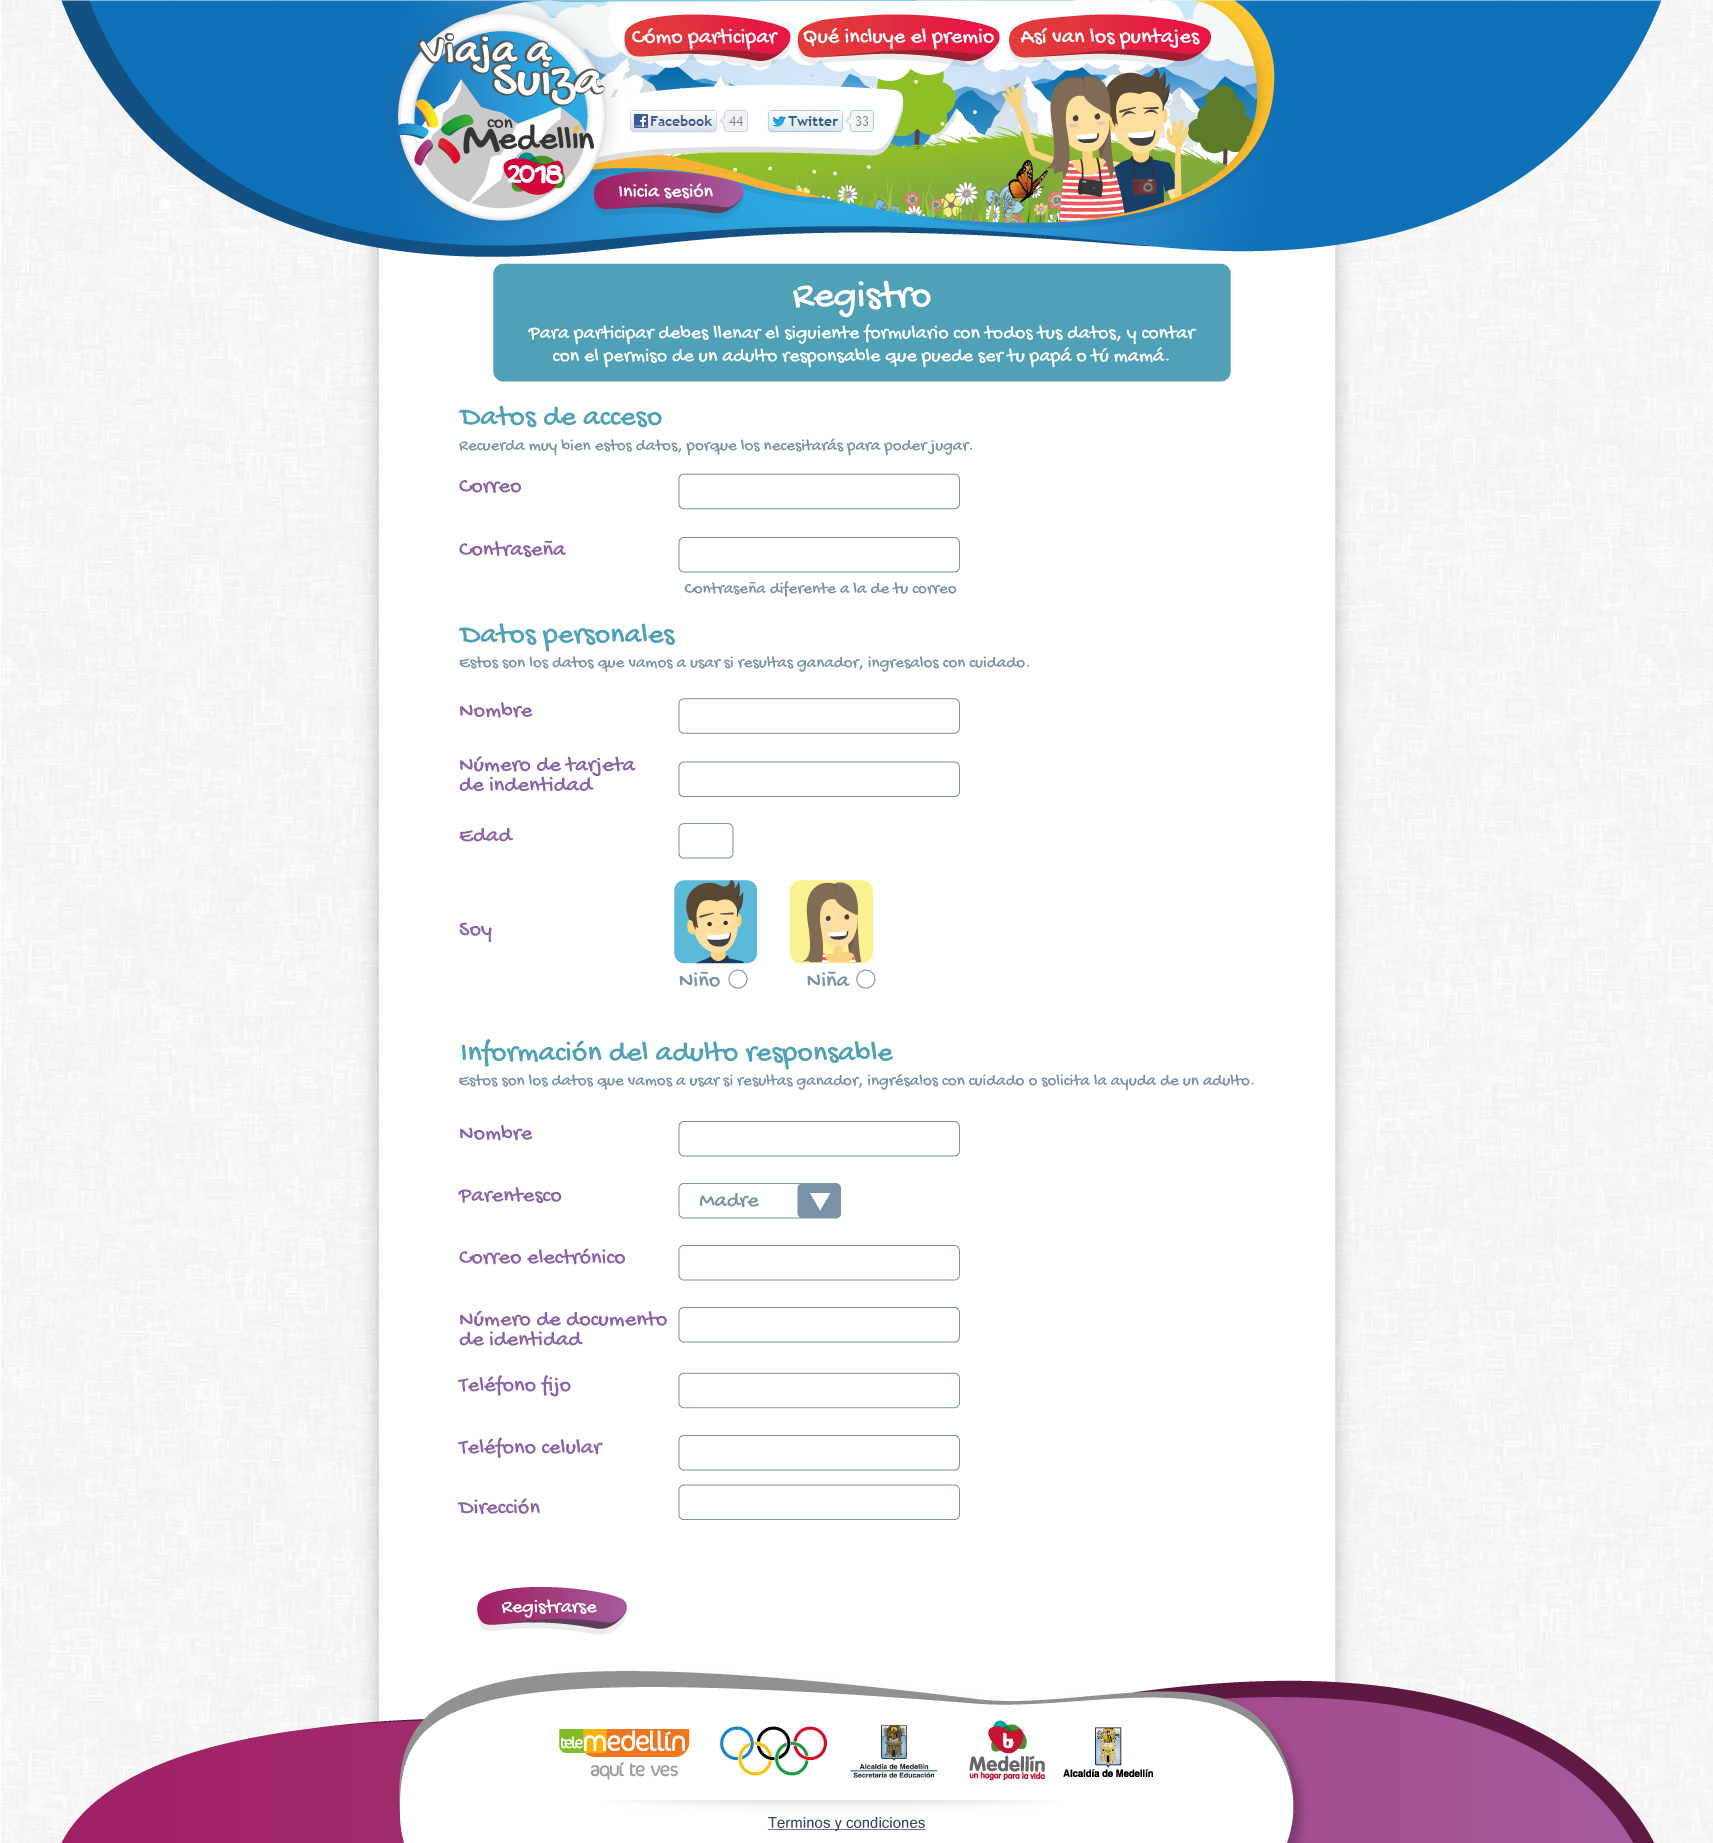 Viaja a
Suiza
con
Medellín
2018
Cómo participar
Qué incluye el premio
Así van los puntajes
Facebook 44
Twitter 33
Inicia sesión
Registro
Para participar debes llenar el siguiente formulario con todos tus datos, y contar
con el permiso de un adulto responsable que puede ser tu papá o tú mamá.
Datos de acceso
Recuerda muy bien estos datos, porque los necesitarás para poder jugar.
Correo
Contraseña
Contraseña diferente a la de tu correo
Datos personales
Estos son los datos que vamos a usar si resultas ganador, ingresalos con cuidado.
Nombre
Número de tarjeta
de indentidad
Edad
Soy
Niño
Niña
Información del adulto responsable
Estos son los datos que vamos a usar si resultas ganador, ingrésalos con cuidado o solicita la ayuda de un adulto.
Nombre
Parentesco
Madre
Correo electrónico
Número de documento
de identidad
Teléfono fijo
Teléfono celular
Dirección
Registrarse
telemedellín
aquí te ves
Alcaldía de Medellín
Secretaría de Educación
b
Medellín
un hogar para la vida
Alcaldía de Medellín
Terminos y condiciones